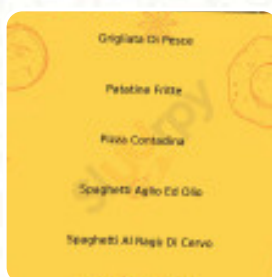 Grigliata Di Pesce
Patatine Fritte
Pizza Contadina
Spaghetti Aglio Ed Olio
Spaghetti Al Ragù Di Cervo